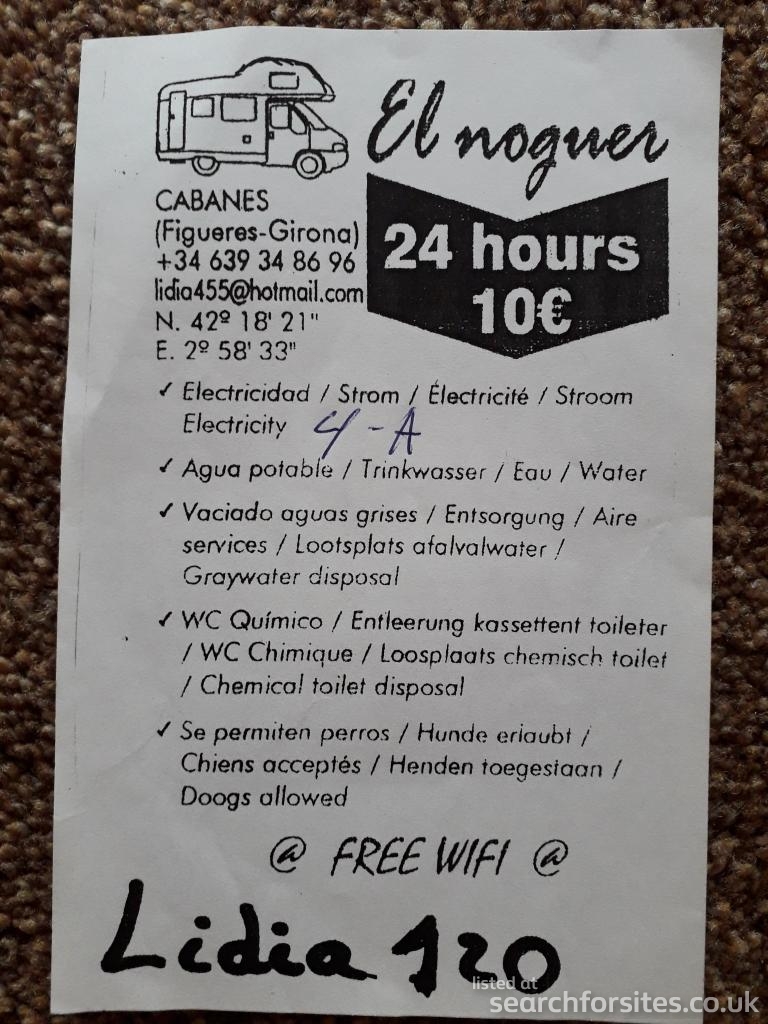 El noguer
CABANES
(Figueres-Girona)
+34 639 34 86 96
lidia455@hotmail.com
N. 42º 18' 21"
E. 2º 58' 33"
24 hours
10€
✓ Electricidad / Strom / Électricité / Stroom
Electricity 4-A
✓ Agua potable / Trinkwasser / Eau / Water
✓ Vaciado aguas grises / Entsorgung / Aire
services / Lootsplats afalvalwater /
Graywater disposal
✓ WC Químico / Entleerung kassettent toileter
/ WC Chimique / Loosplaats chemisch toilet
/ Chemical toilet disposal
✓ Se permiten perros / Hunde erlaubt /
Chiens acceptés / Henden toegestaan /
Doogs allowed
@ FREE WIFI @
Lidia 120
listed at
searchforsites.co.uk